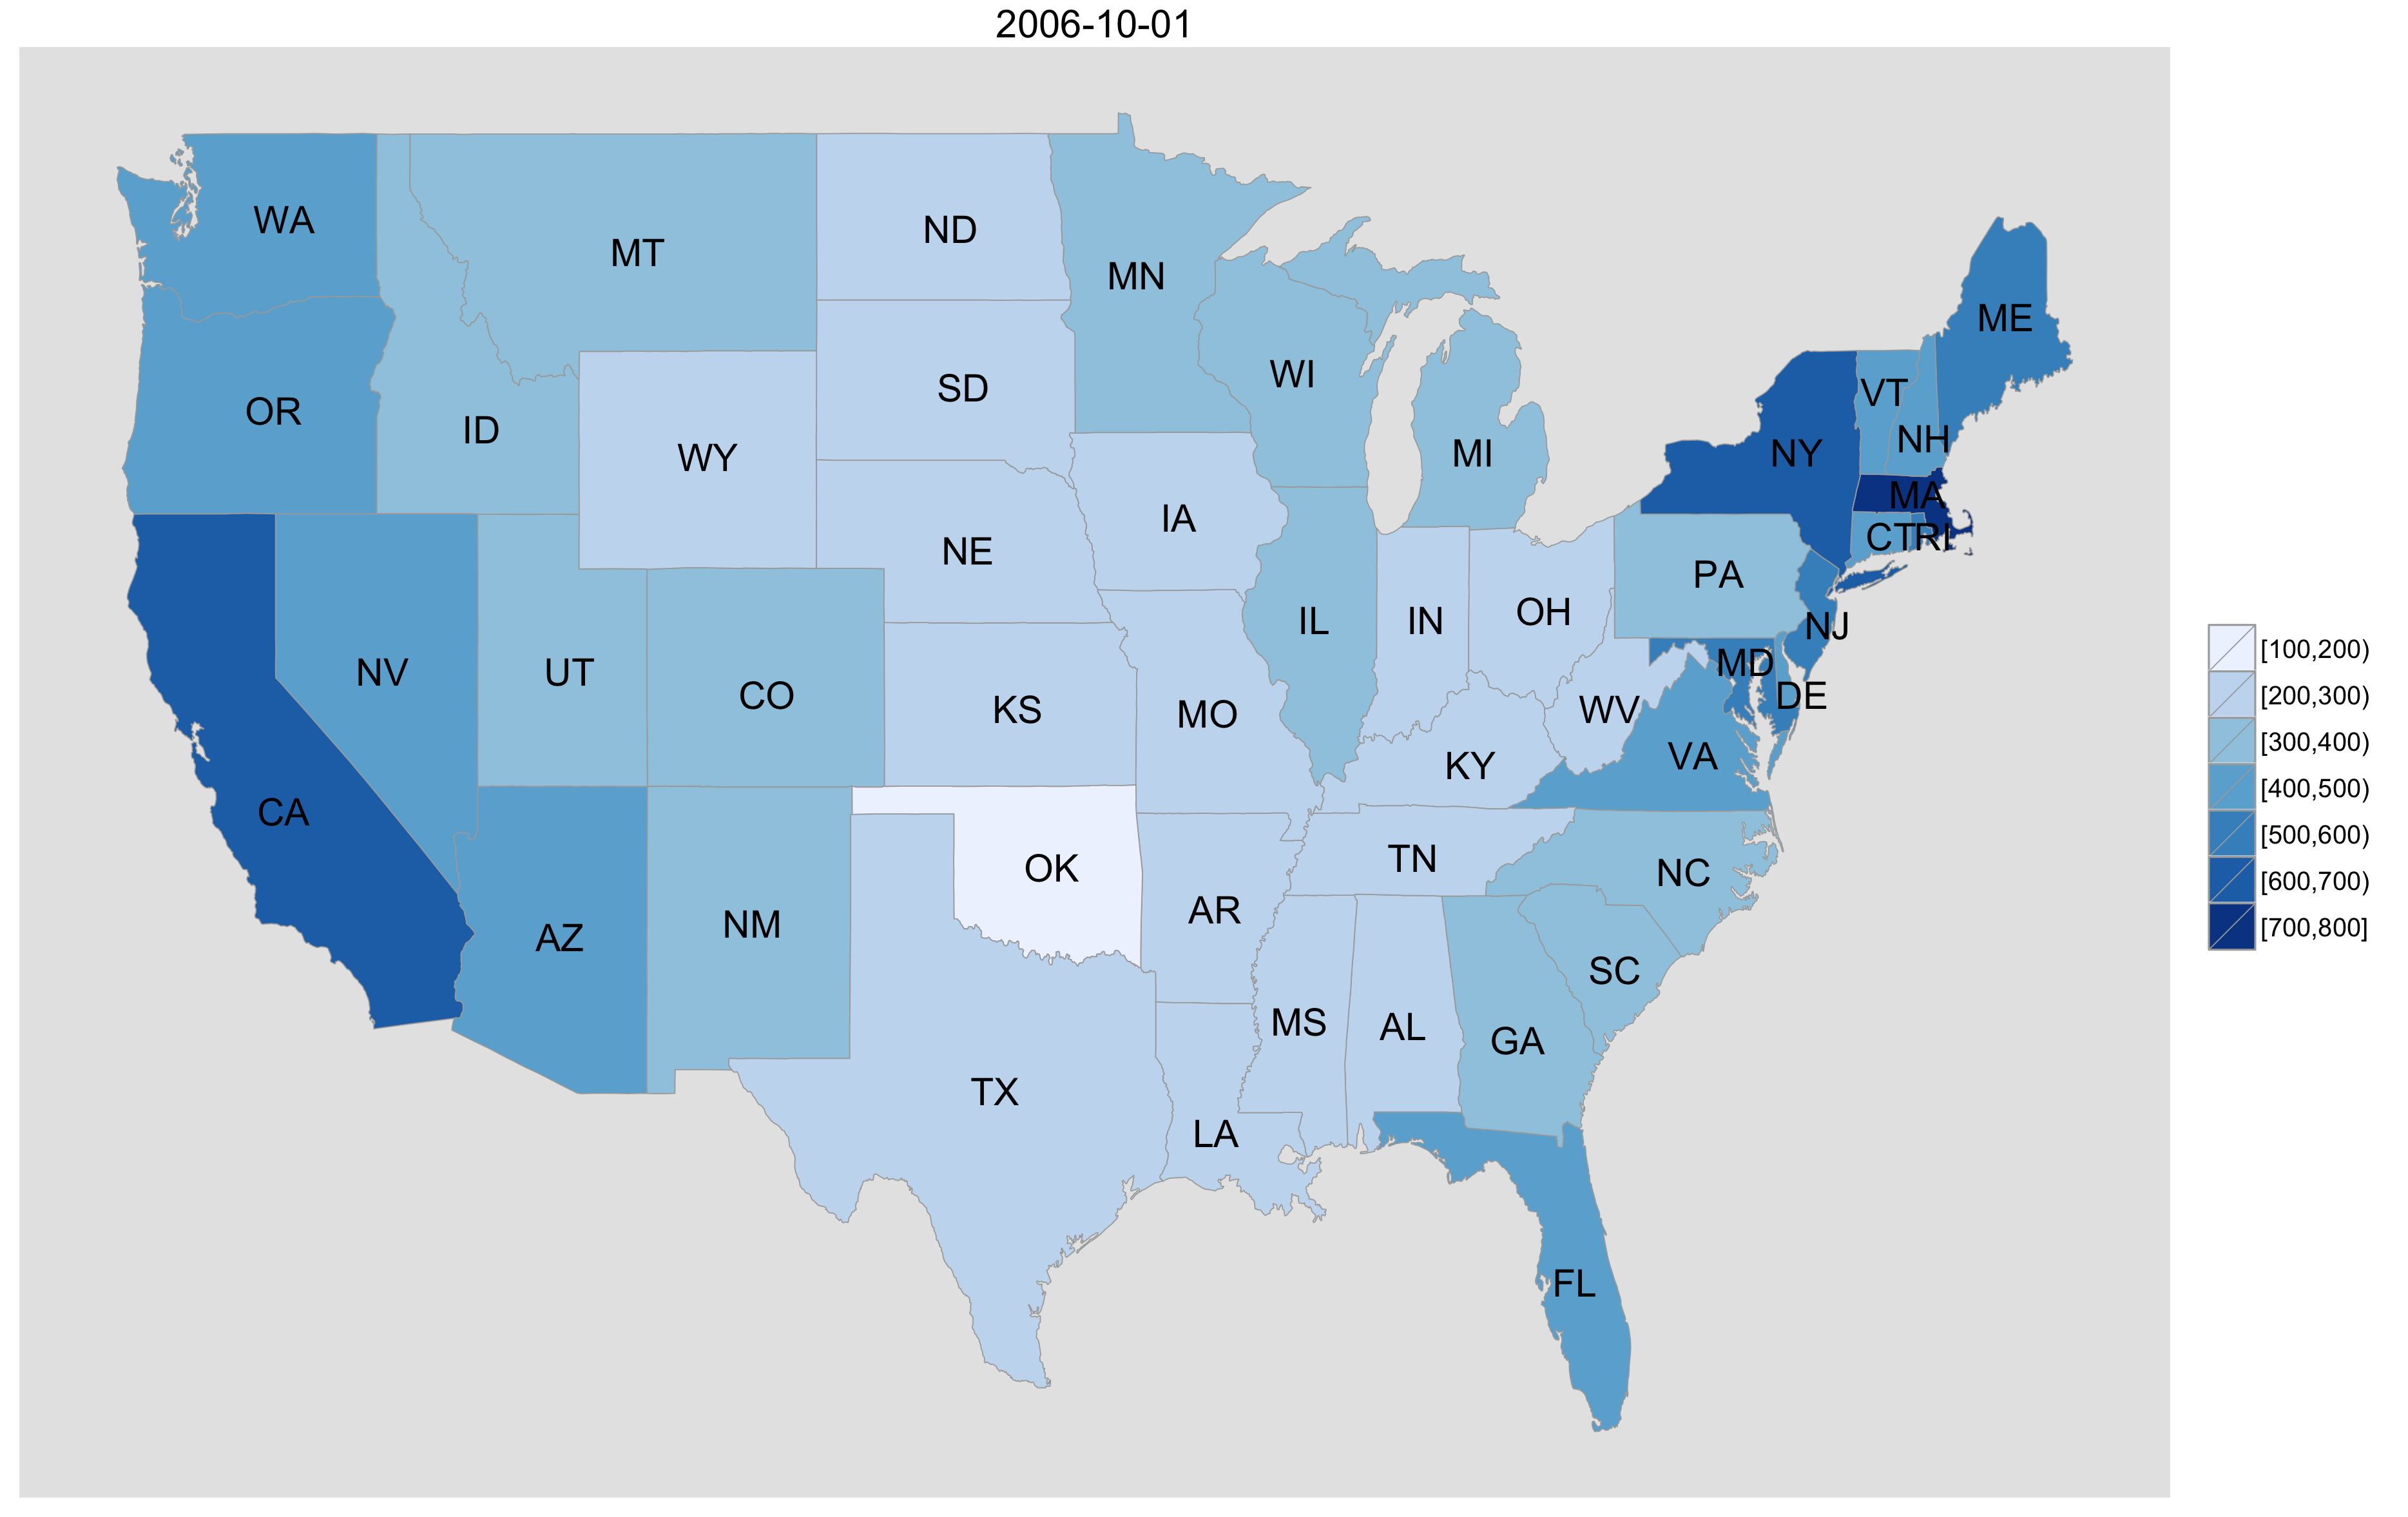 2006-10-01
WA
MT
ND
MN
ME
OR
ID
WY
SD
WI
MI
VT
NH
NY
MA
NE
IA
CT
RI
PA
NV
UT
CO
KS
MO
IL
IN
OH
NJ
MD
DE
WV
VA
KY
CA
AZ
NM
OK
AR
TN
NC
SC
TX
LA
MS
AL
GA
FL
[100,200)
[200,300)
[300,400)
[400,500)
[500,600)
[600,700)
[700,800]